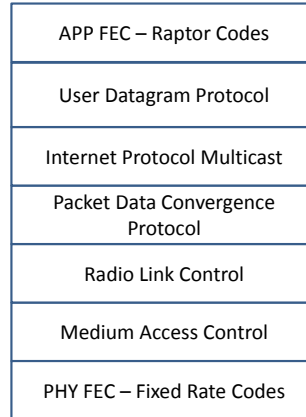 APP FEC – Raptor Codes
User Datagram Protocol
Internet Protocol Multicast
Packet Data Convergence
Protocol
Radio Link Control
Medium Access Control
PHY FEC – Fixed Rate Codes